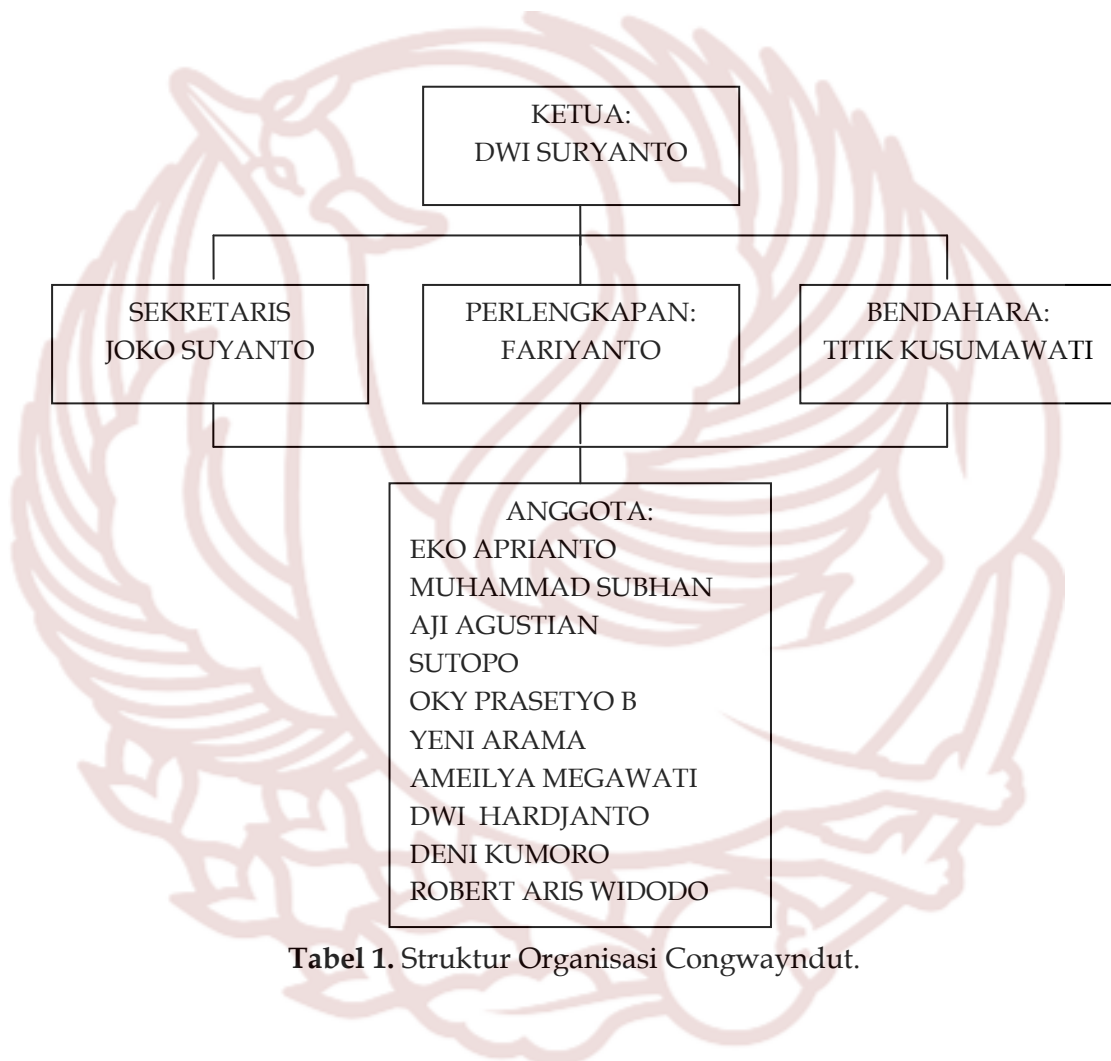 KETUA:
DWI SURYANTO
SEKRETARIS
JOKO SUYANTO
PERLENGKAPAN:
FARIYANTO
BENDAHARA:
TITIK KUSUMAWATI
ANGGOTA:
EKO APRIANTO
MUHAMMAD SUBHAN
AJI AGUSTIAN
SUTOPO
OKY PRASETYO B
YENI ARAMA
AMEILYA MEGAWATI
DWI  HARDJANTO
DENI KUMORO
ROBERT ARIS WIDODO
Tabel 1. Struktur Organisasi Congwayndut.